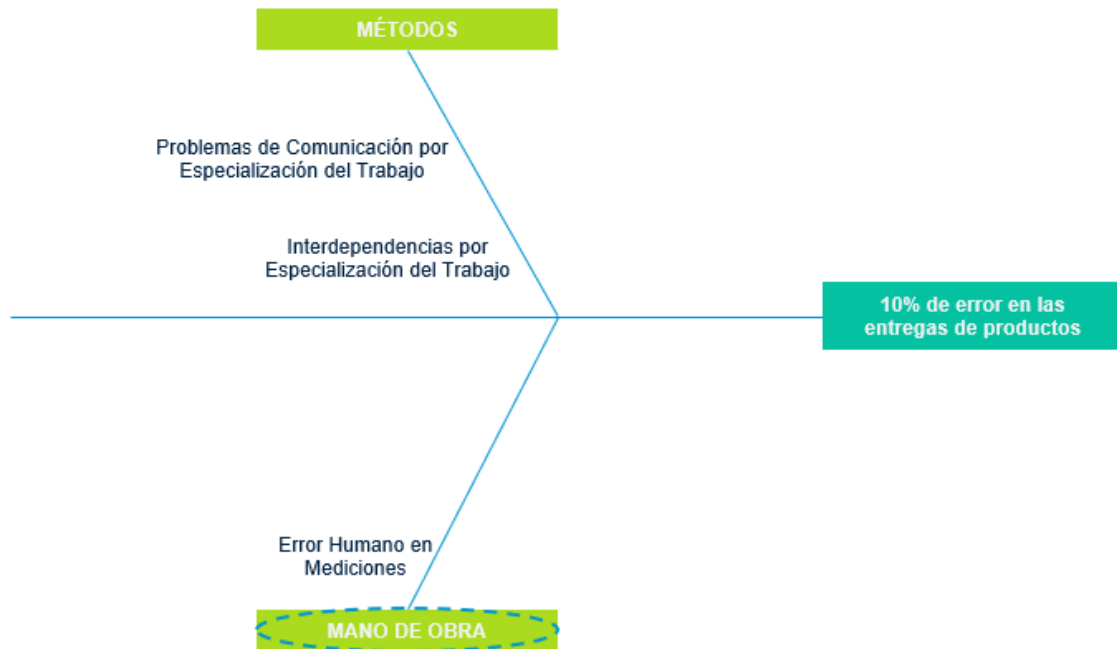 MÉTODOS
Problemas de Comunicación por
Especialización del Trabajo
Interdependencias por
Especialización del Trabajo
10% de error en las
entregas de productos
Error Humano en
Mediciones
MANO DE OBRA